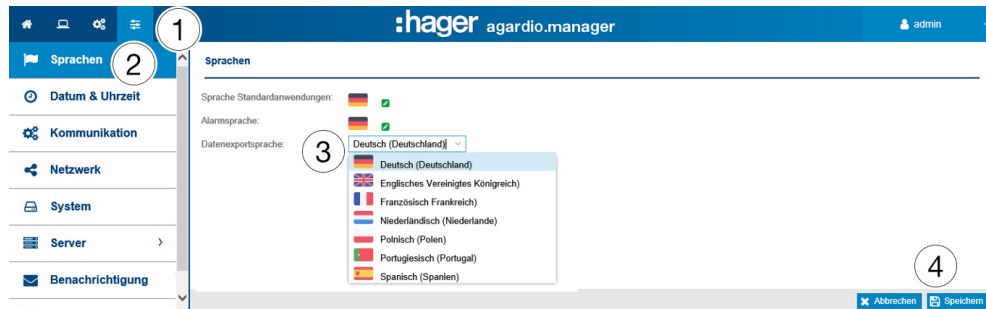 1
:hager agardio.manager
admin
Sprachen
2
Datum & Uhrzeit
Kommunikation
Netzwerk
System
Server
Benachrichtigung
Sprachen
Sprache Standardanwendungen:
Alarmsprache:
Datenexportsprache:
3
Deutsch (Deutschland)
Deutsch (Deutschland)
Englisches Vereinigtes Königreich)
Französisch Frankreich)
Niederländisch (Niederlande)
Polnisch (Polen)
Portugiesisch (Portugal)
Spanisch (Spanien)
4
Abbrechen Speichern